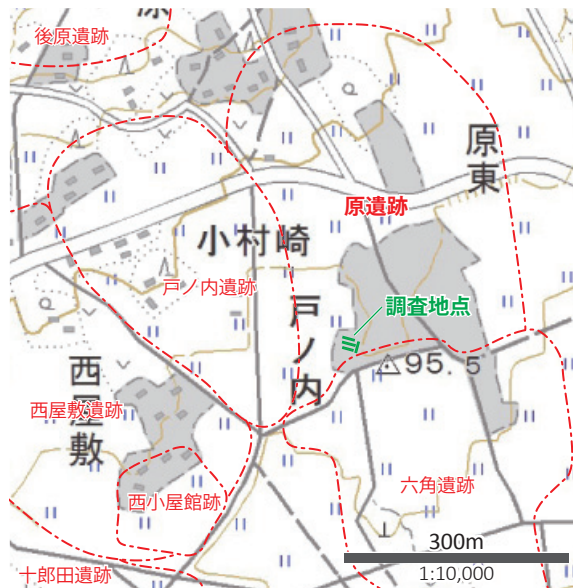 後原遺跡
原東
原遺跡
小村崎
戸ノ内遺跡
調査地点
戸ノ内
95.5
西屋敷
西屋敷遺跡
六角遺跡
西小屋館跡
300m
1:10,000
十郎田遺跡